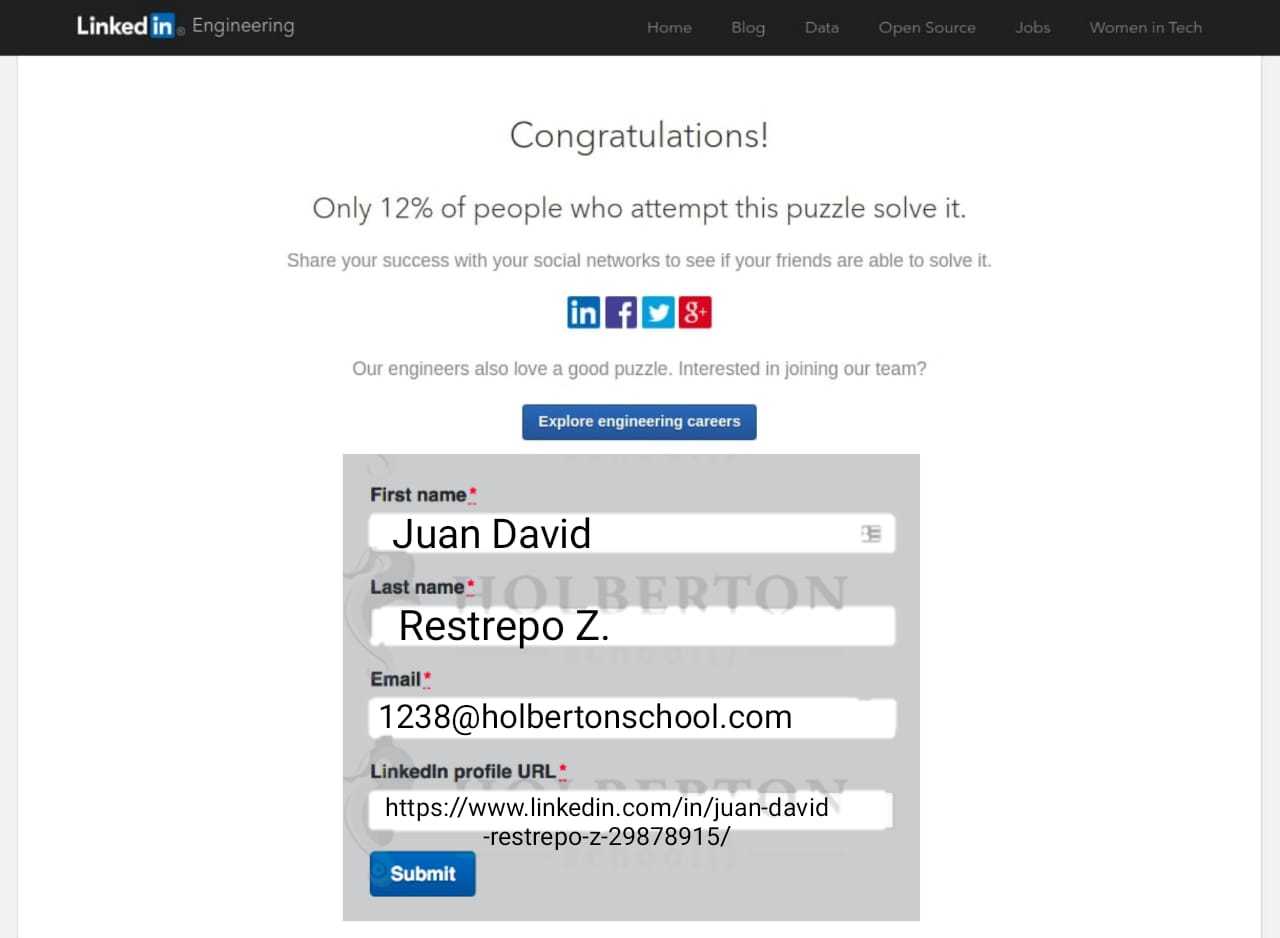 Linked in® Engineering
Home Blog Data Open Source Jobs Women in Tech
Congratulations!
Only 12% of people who attempt this puzzle solve it.
Share your success with your social networks to see if your friends are able to solve it.
in f g+
Our engineers also love a good puzzle. Interested in joining our team?
Explore engineering careers
First name*
Juan David
Last name*
HOLBERTON
Restrepo Z.
Email*
1238@holbertonschool.com
LinkedIn profile URL*
HOLBERTON
https://www.linkedin.com/in/juan-david
-restrepo-z-29878915/
Submit